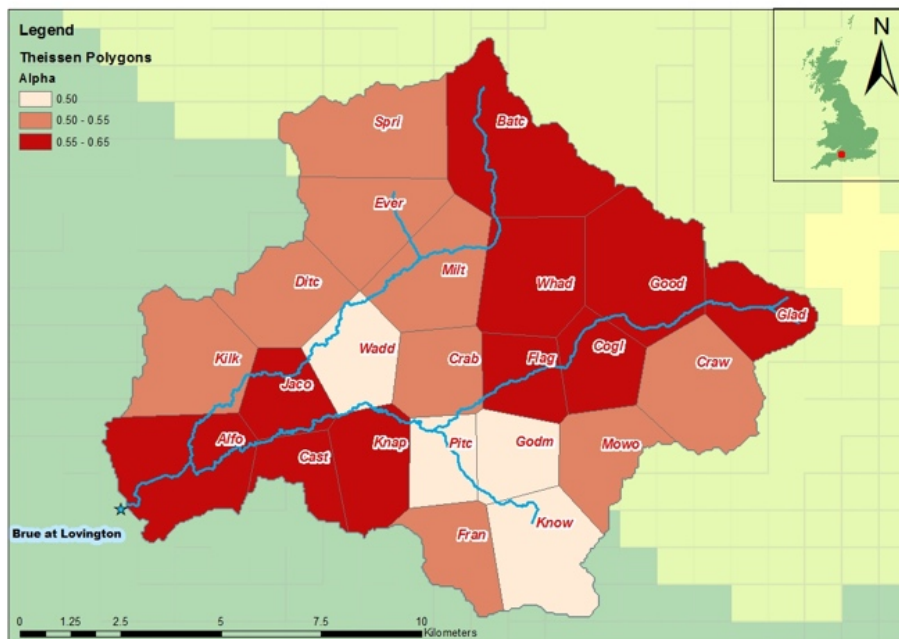 Legend
Theissen Polygons
Alpha
0.50
0.50 - 0.55
0.55 - 0.65
N
Spri
Batc
Ever
Milt
Ditc
Whad
Good
Glad
Wadd
Crab
Flag
Cogl
Craw
Kilk
Jaco
Alfo
Cast
Knap
Pitc
Godm
Mowo
Fran
Know
Brue at Lovington
0 1.25 2.5 5 7.5 10
Kilometers